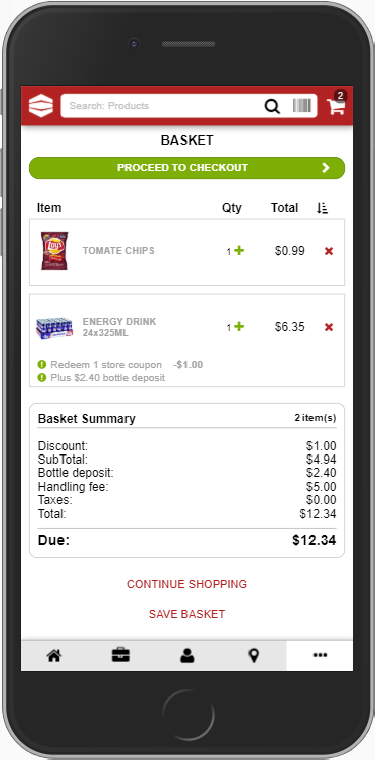 Search: Products
2
BASKET
PROCEED TO CHECKOUT
Item Qty Total
Lay's
TOMATE CHIPS 1 $0.99
ENERGY DRINK 1 $6.35
24x325ML
Redeem 1 store coupon -$1.00
Plus $2.40 bottle deposit
Basket Summary 2 item(s)
Discount: $1.00
SubTotal: $4.94
Bottle deposit: $2.40
Handling fee: $5.00
Taxes: $0.00
Total: $12.34
Due: $12.34
CONTINUE SHOPPING
SAVE BASKET